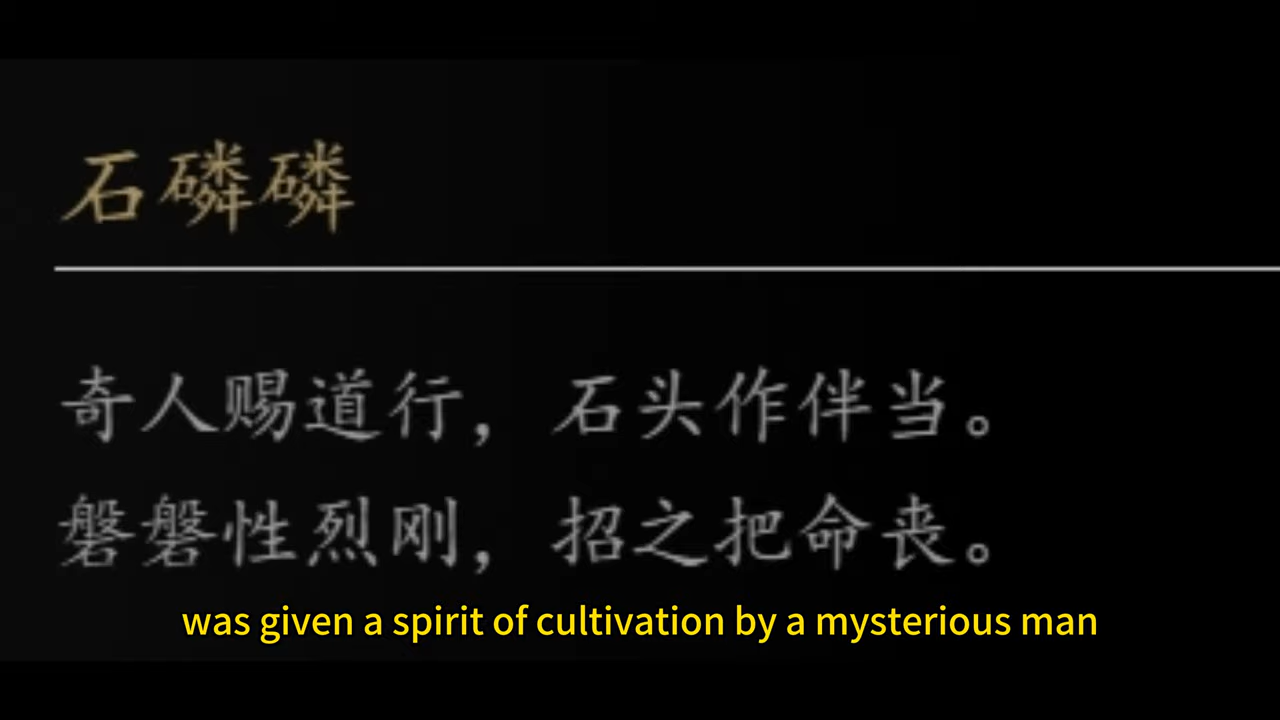 石磷磷
奇人赐道行，石头作伴当。
磐磐性烈刚，招之把命丧。
was given a spirit of cultivation by a mysterious man